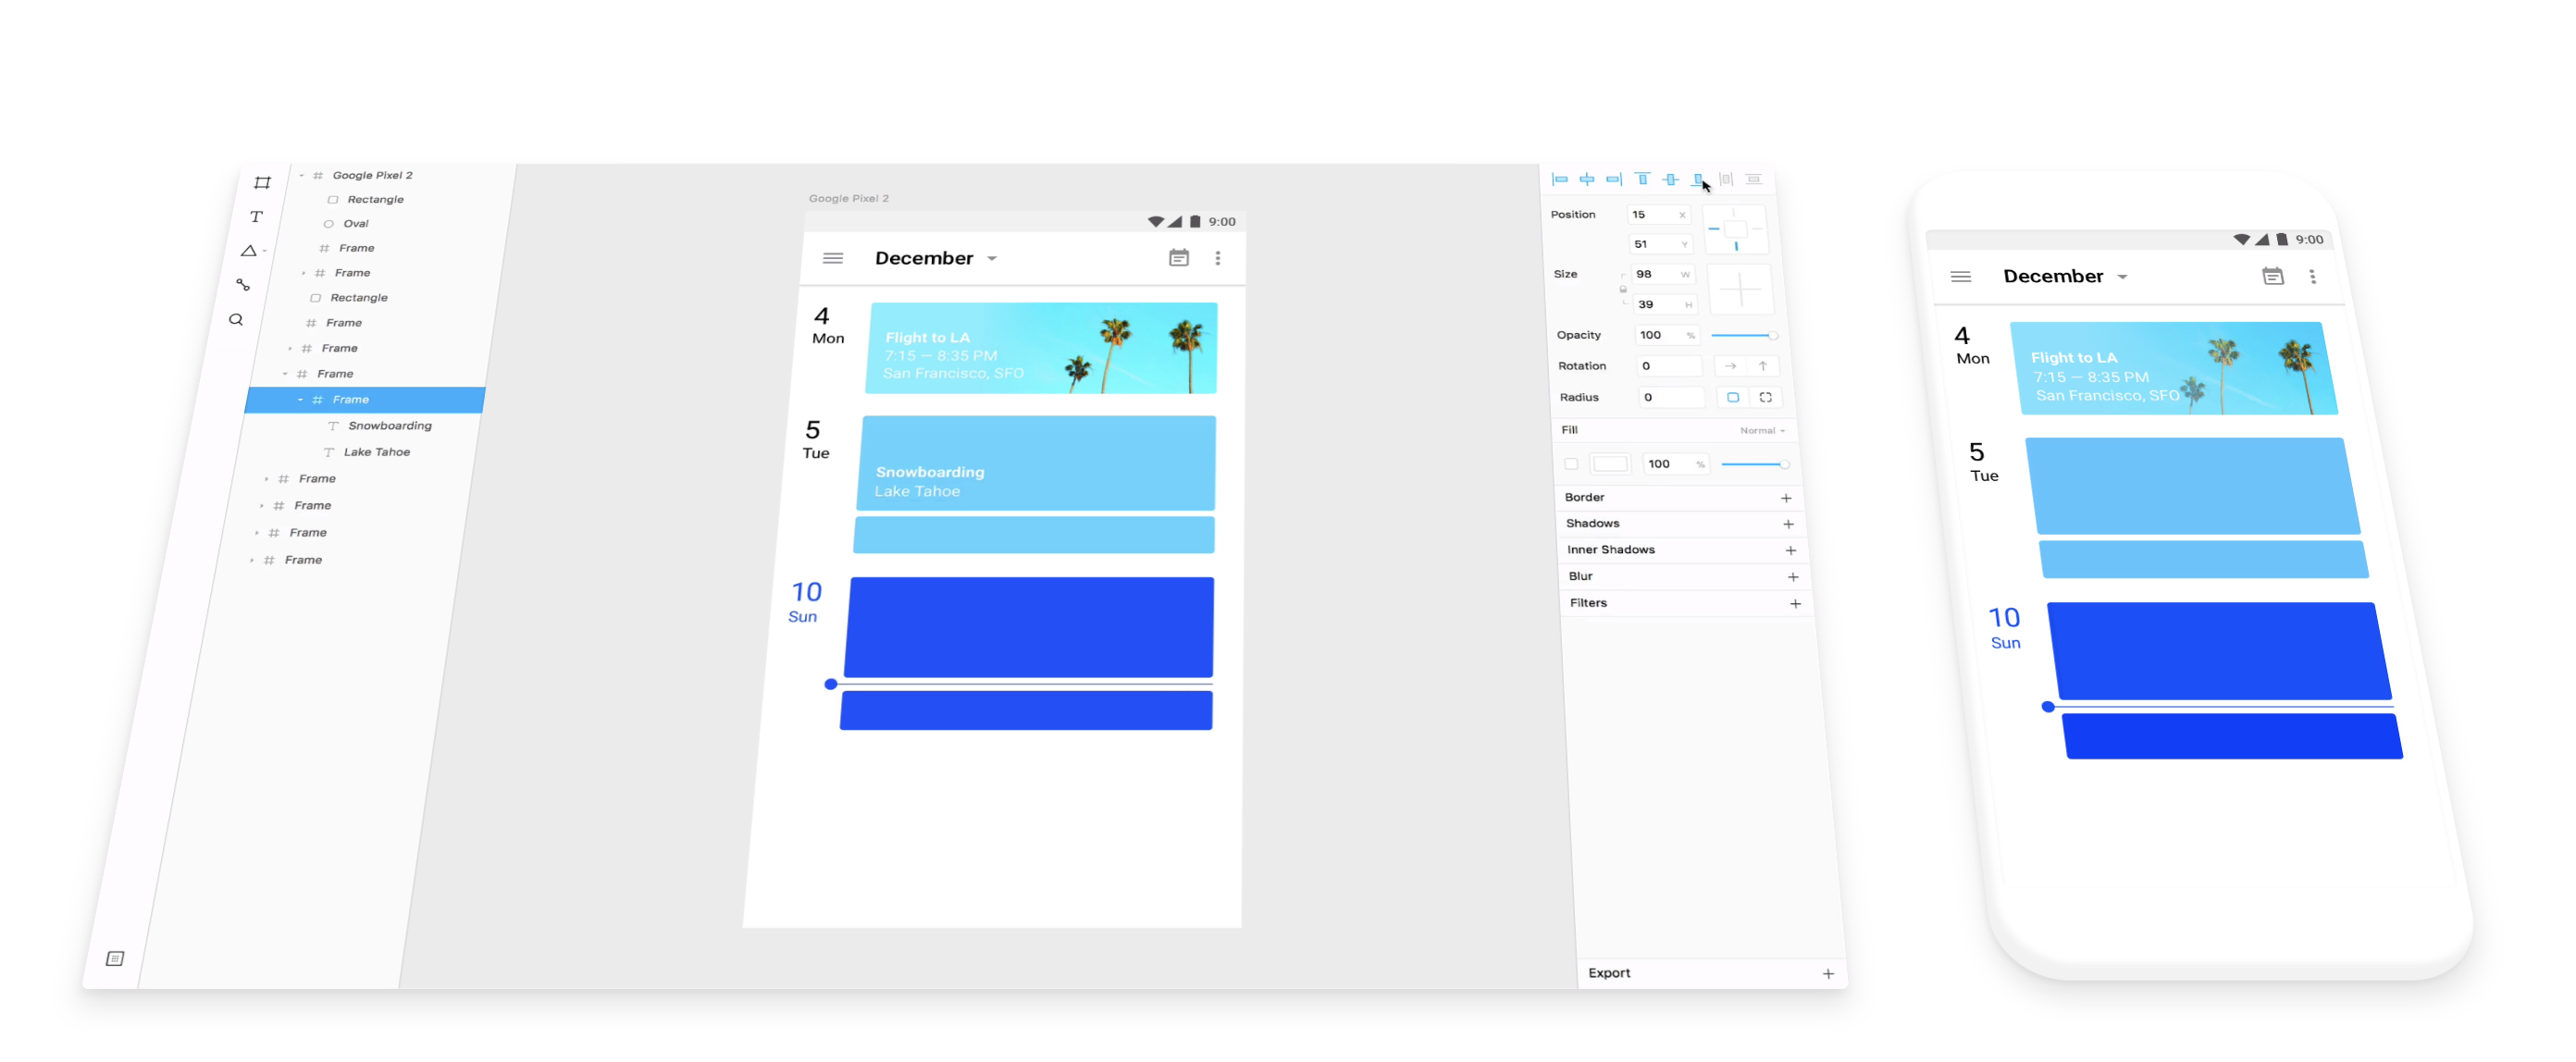 Google Pixel 2
Rectangle
Oval
Frame
Frame
Rectangle
Frame
Frame
Frame
Frame
Snowboarding
Lake Tahoe
Frame
Frame
Frame
Frame
Google Pixel 2
9:00
December
4
Mon
Flight to LA
7:15 — 8:35 PM
San Francisco, SFO
5
Tue
Snowboarding
Lake Tahoe
10
Sun
Position 15 X
51 Y
Size 98 W
39 H
Opacity 100 %
Rotation 0
Radius 0
Fill Normal
100 %
Border
Shadows
Inner Shadows
Blur
Filters
Export
9:00
December
4
Mon
Flight to LA
7:15 — 8:35 PM
San Francisco, SFO
5
Tue
10
Sun